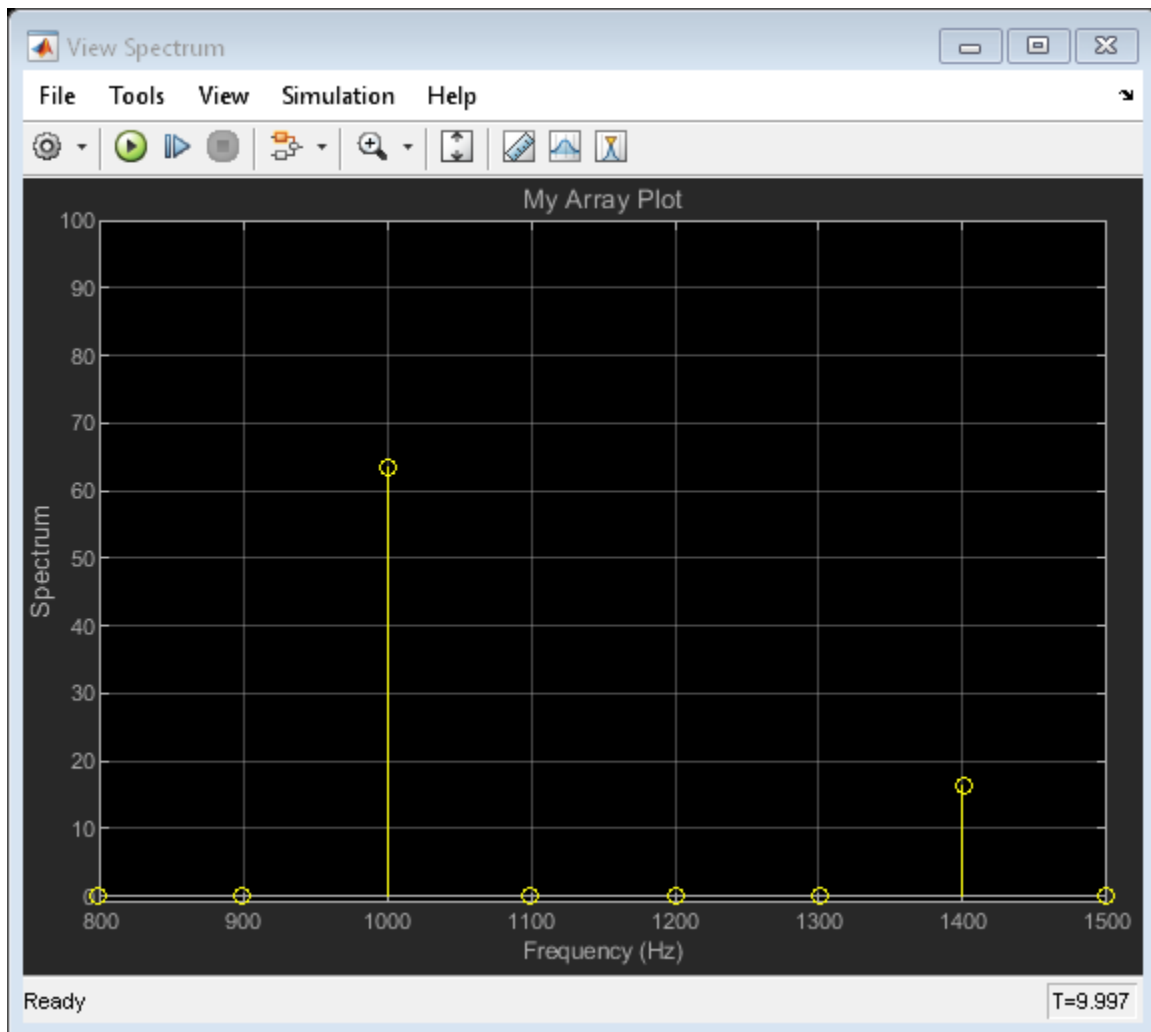 View Spectrum
File Tools View Simulation Help
My Array Plot
100
90
80
70
60
50
40
30
20
10
0
Spectrum
800 900 1000 1100 1200 1300 1400 1500
Frequency (Hz)
Ready T=9.997